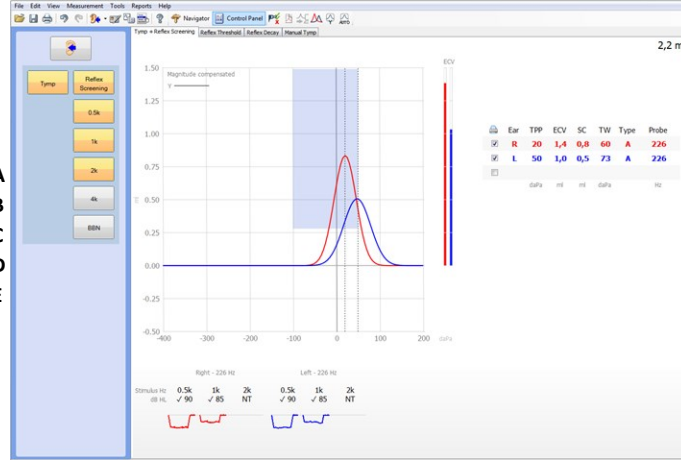 File Edit View Measurement Tools Reports Help
Navigator Control Panel AUTO
Tymp + Reflex Screening Reflex Threshold Reflex Decay Manual Tymp
2,2 m
Tymp Reflex Screening
0.5k
1k
2k
4k
BBN
A
B
C
D
E
ECV
Magnitude compensated
Y
1.50
1.25
1.00
0.75
0.50
0.25
0.00
-0.25
-0.50
ml
-400 -300 -200 -100 0 100 200 daPa
Ear TPP ECV SC TW Type Probe
R 20 1,4 0,8 60 A 226
L 50 1,0 0,5 73 A 226
daPa ml ml daPa Hz
Right - 226 Hz Left - 226 Hz
Stimulus Hz 0.5k 1k 2k 0.5k 1k 2k
dB HL ✓ 90 ✓ 85 NT ✓ 90 ✓ 85 NT